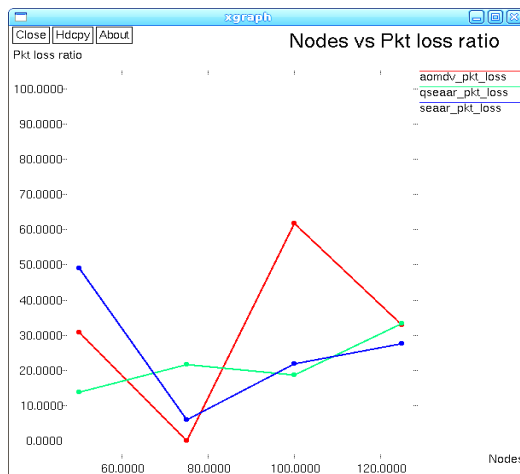 xgraph
Close Hdcpy About
Nodes vs Pkt loss ratio
Pkt loss ratio
aomdv_pkt_loss
qseaar_pkt_loss
seaar_pkt_loss
100.0000
90.0000
80.0000
70.0000
60.0000
50.0000
40.0000
30.0000
20.0000
10.0000
0.0000
Nodes
60.0000 80.0000 100.0000 120.0000